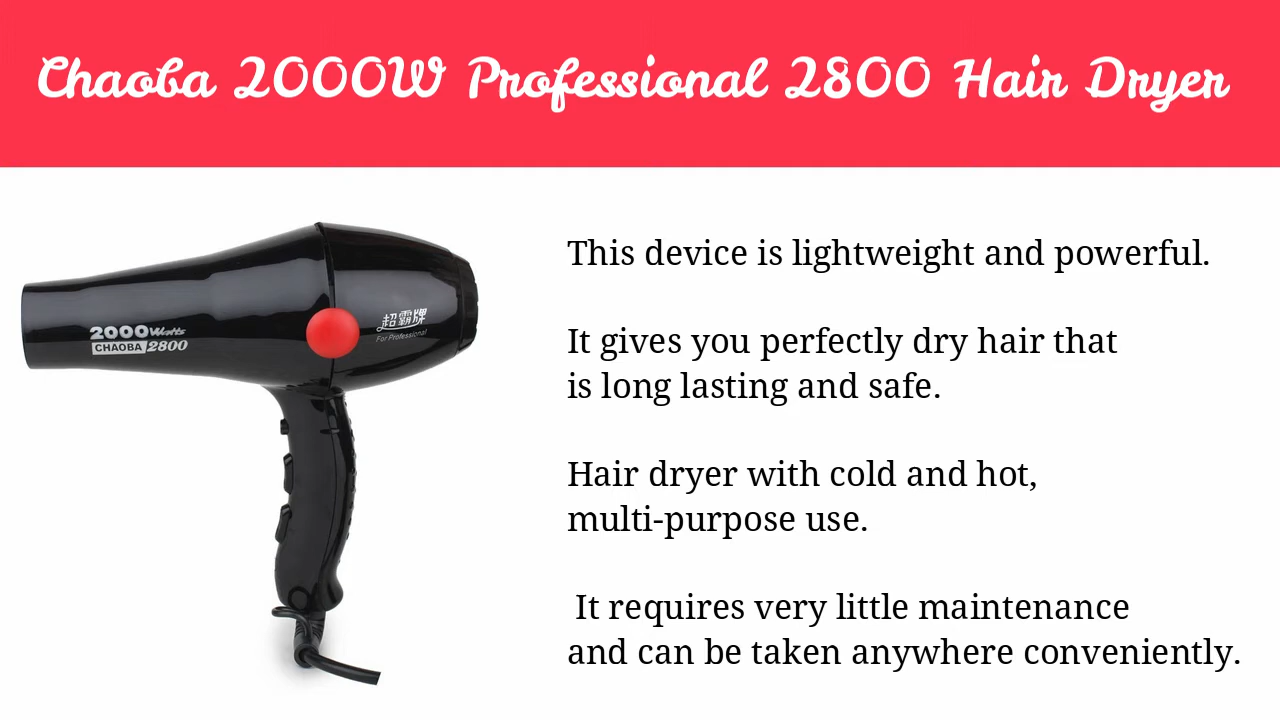 Chaoba 2000W Professional 2800 Hair Dryer
2000Watts
CHAOBA 2800
超霸牌
For Professional
This device is lightweight and powerful.
It gives you perfectly dry hair that
is long lasting and safe.
Hair dryer with cold and hot,
multi-purpose use.
It requires very little maintenance
and can be taken anywhere conveniently.